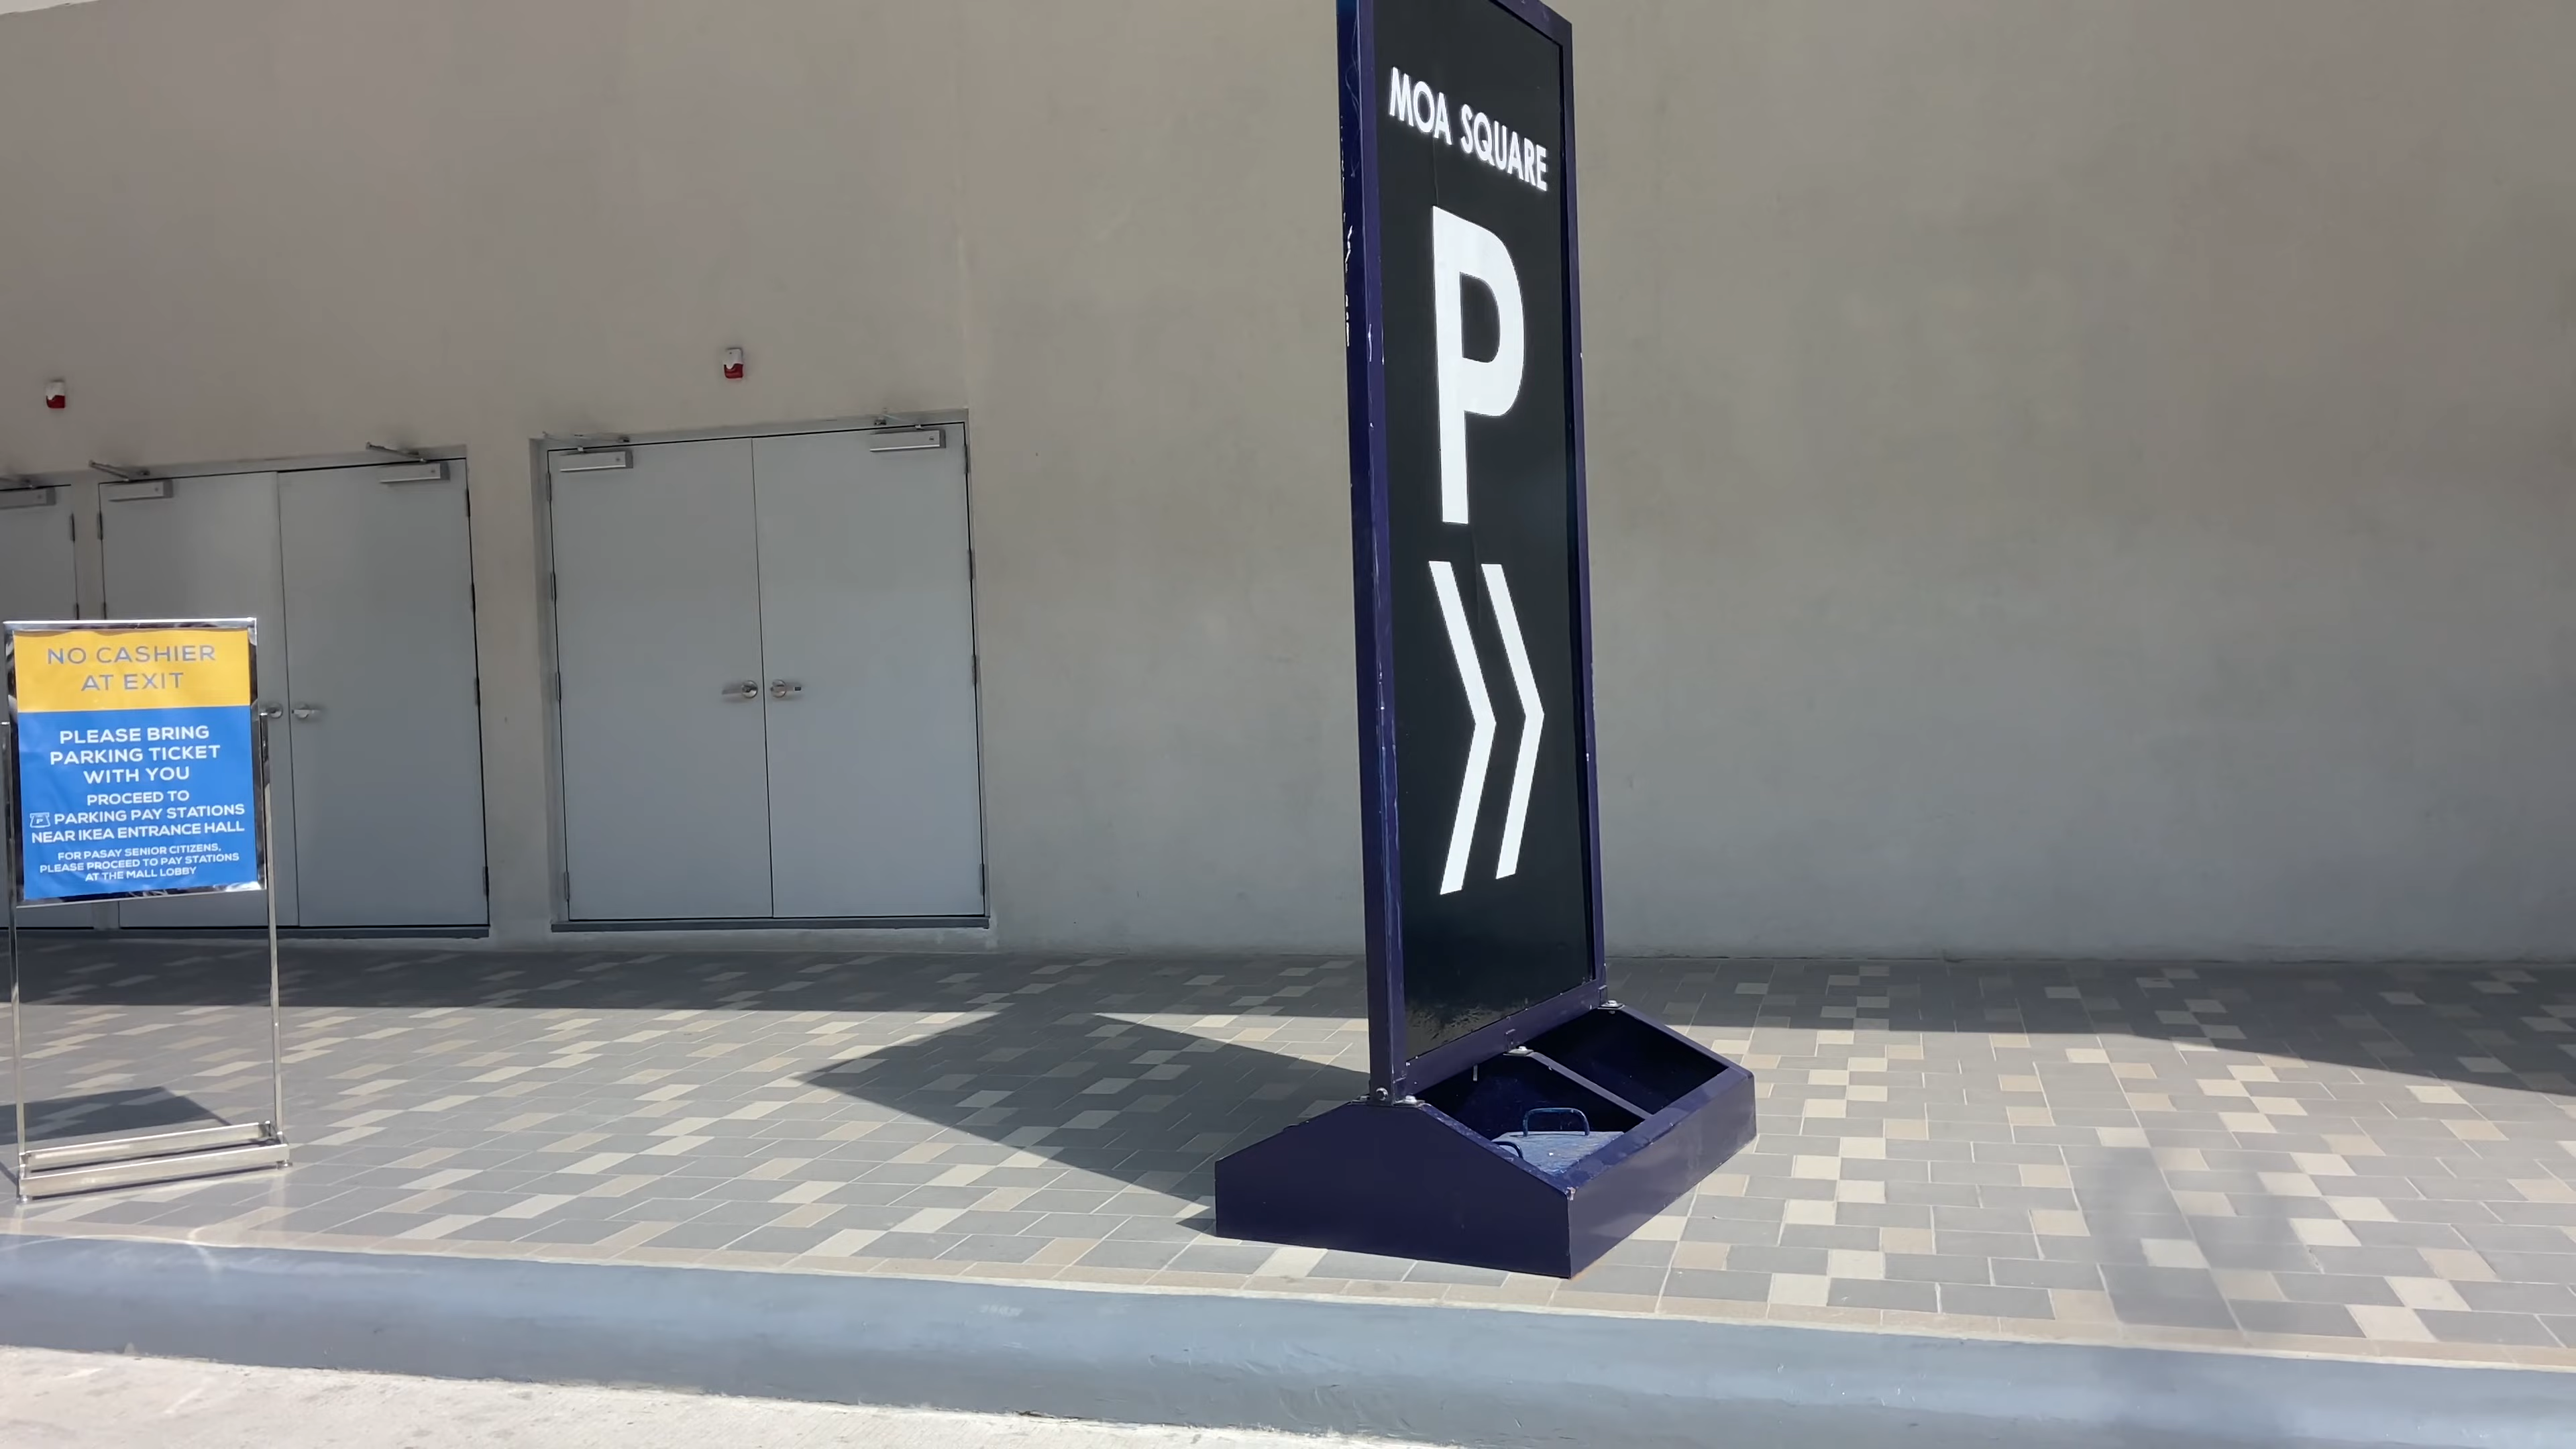 NO CASHIER
AT EXIT
PLEASE BRING
PARKING TICKET
WITH YOU
PROCEED TO
P PARKING PAY STATIONS
NEAR IKEA ENTRANCE HALL
FOR PASAY SENIOR CITIZENS,
PLEASE PROCEED TO PAY STATIONS
AT THE MALL LOBBY
MOA SQUARE
P